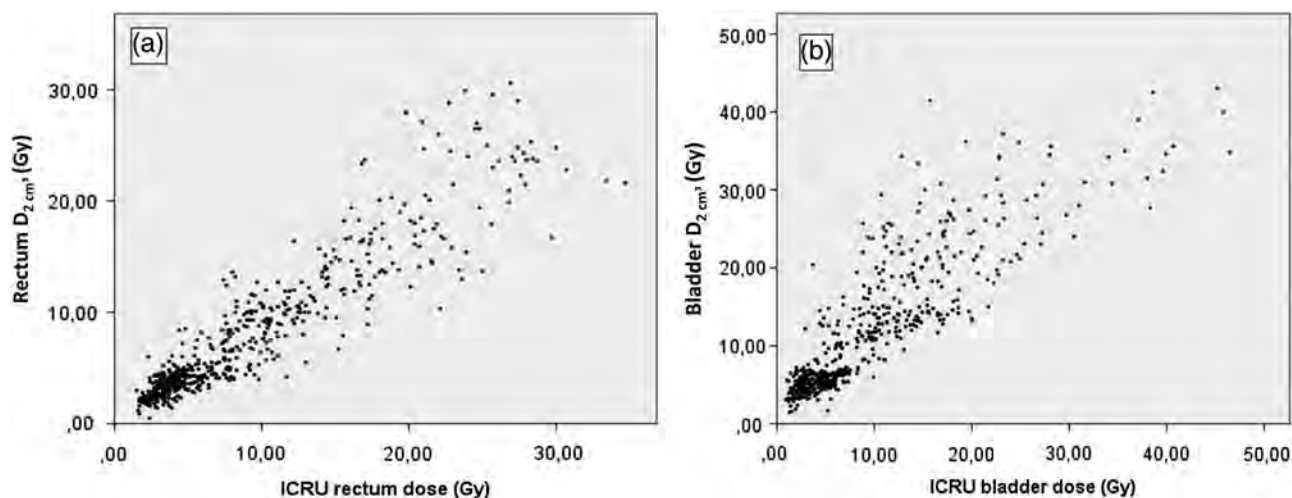 (a)
Rectum D2 cm³ (Gy)
30,00
20,00
10,00
,00
,00 10,00 20,00 30,00
ICRU rectum dose (Gy)
(b)
Bladder D2 cm³ (Gy)
50,00
40,00
30,00
20,00
10,00
,00
,00 10,00 20,00 30,00 40,00 50,00
ICRU bladder dose (Gy)